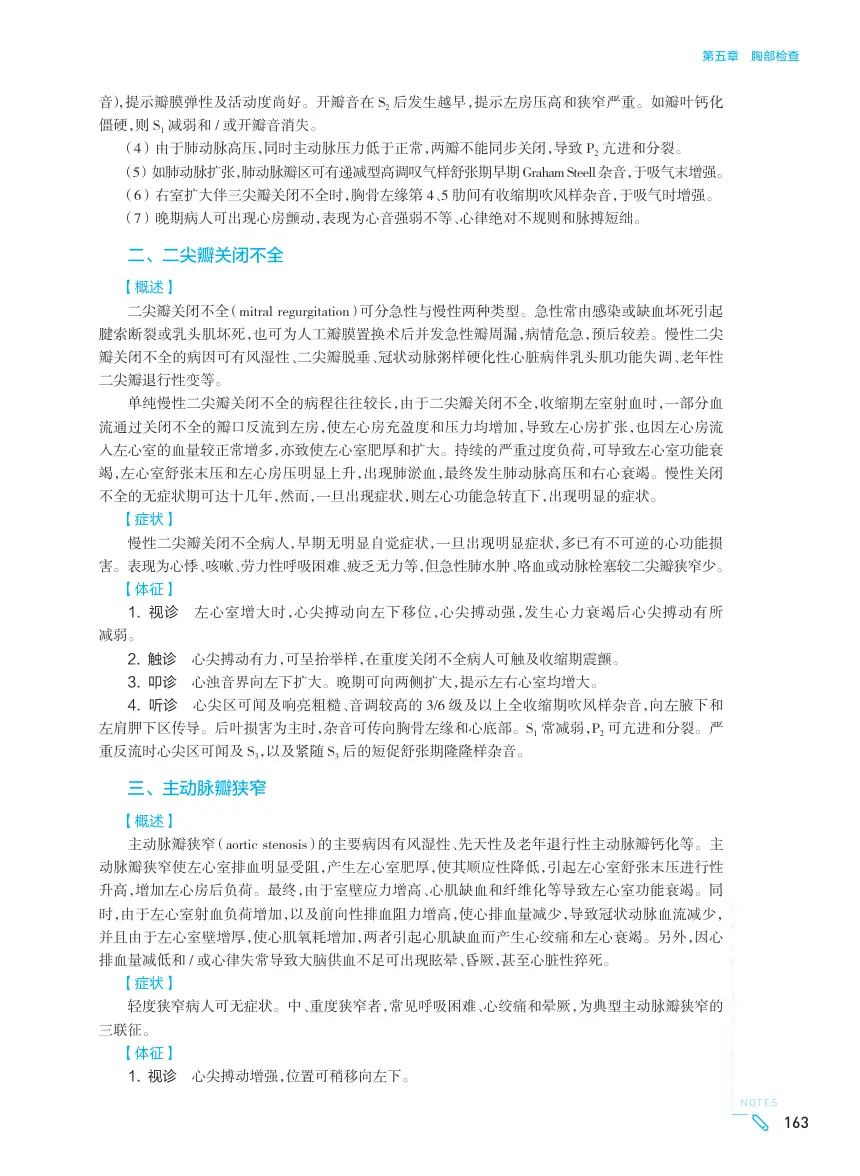 第五章 胸部检查
音),提示瓣膜弹性及活动度尚好。开瓣音在 S2 后发生越早,提示左房压高和狭窄严重。如瓣叶钙化
僵硬,则 S1 减弱和 / 或开瓣音消失。
(4)由于肺动脉高压,同时主动脉压力低于正常,两瓣不能同步关闭,导致 P2 亢进和分裂。
(5)如肺动脉扩张,肺动脉瓣区可有递减型高调叹气样舒张期早期 Graham Steell 杂音,于吸气末增强。
(6)右室扩大伴三尖瓣关闭不全时,胸骨左缘第 4、5 肋间有收缩期吹风样杂音,于吸气时增强。
(7)晚期病人可出现心房颤动,表现为心音强弱不等、心律绝对不规则和脉搏短绌。
二、二尖瓣关闭不全
【概述】
二尖瓣关闭不全(mitral regurgitation)可分急性与慢性两种类型。急性常由感染或缺血坏死引起
腱索断裂或乳头肌坏死,也可为人工瓣膜置换术后并发急性瓣周漏,病情危急,预后较差。慢性二尖
瓣关闭不全的病因可有风湿性、二尖瓣脱垂、冠状动脉粥样硬化性心脏病伴乳头肌功能失调、老年性
二尖瓣退行性变等。
单纯慢性二尖瓣关闭不全的病程往往较长,由于二尖瓣关闭不全,收缩期左室射血时,一部分血
流通过关闭不全的瓣口反流到左房,使左心房充盈度和压力均增加,导致左心房扩张,也因左心房流
入左心室的血量较正常增多,亦致使左心室肥厚和扩大。持续的严重过度负荷,可导致左心室功能衰
竭,左心室舒张末压和左心房压明显上升,出现肺淤血,最终发生肺动脉高压和右心衰竭。慢性关闭
不全的无症状期可达十几年,然而,一旦出现症状,则左心功能急转直下,出现明显的症状。
【症状】
慢性二尖瓣关闭不全病人,早期无明显自觉症状,一旦出现明显症状,多已有不可逆的心功能损
害。表现为心悸、咳嗽、劳力性呼吸困难、疲乏无力等,但急性肺水肿、咯血或动脉栓塞较二尖瓣狭窄少。
【体征】
1. 视诊 左心室增大时,心尖搏动向左下移位,心尖搏动强,发生心力衰竭后心尖搏动有所
减弱。
2. 触诊 心尖搏动有力,可呈抬举样,在重度关闭不全病人可触及收缩期震颤。
3. 叩诊 心浊音界向左下扩大。晚期可向两侧扩大,提示左右心室均增大。
4. 听诊 心尖区可闻及响亮粗糙、音调较高的 3/6 级及以上全收缩期吹风样杂音,向左腋下和
左肩胛下区传导。后叶损害为主时,杂音可传向胸骨左缘和心底部。S1 常减弱,P2 可亢进和分裂。严
重反流时心尖区可闻及 S3,以及紧随 S3 后的短促舒张期隆隆样杂音。
三、主动脉瓣狭窄
【概述】
主动脉瓣狭窄(aortic stenosis)的主要病因有风湿性、先天性及老年退行性主动脉瓣钙化等。主
动脉瓣狭窄使左心室排血明显受阻,产生左心室肥厚,使其顺应性降低,引起左心室舒张末压进行性
升高,增加左心房后负荷。最终,由于室壁应力增高、心肌缺血和纤维化等导致左心室功能衰竭。同
时,由于左心室射血负荷增加,以及前向性排血阻力增高,使心排血量减少,导致冠状动脉血流减少,
并且由于左心室壁增厚,使心肌氧耗增加,两者引起心肌缺血而产生心绞痛和左心衰竭。另外,因心
排血量减低和 / 或心律失常导致大脑供血不足可出现眩晕、昏厥,甚至心脏性猝死。
【症状】
轻度狭窄病人可无症状。中、重度狭窄者,常见呼吸困难、心绞痛和晕厥,为典型主动脉瓣狭窄的
三联征。
【体征】
1. 视诊 心尖搏动增强,位置可稍移向左下。
NOTES
163